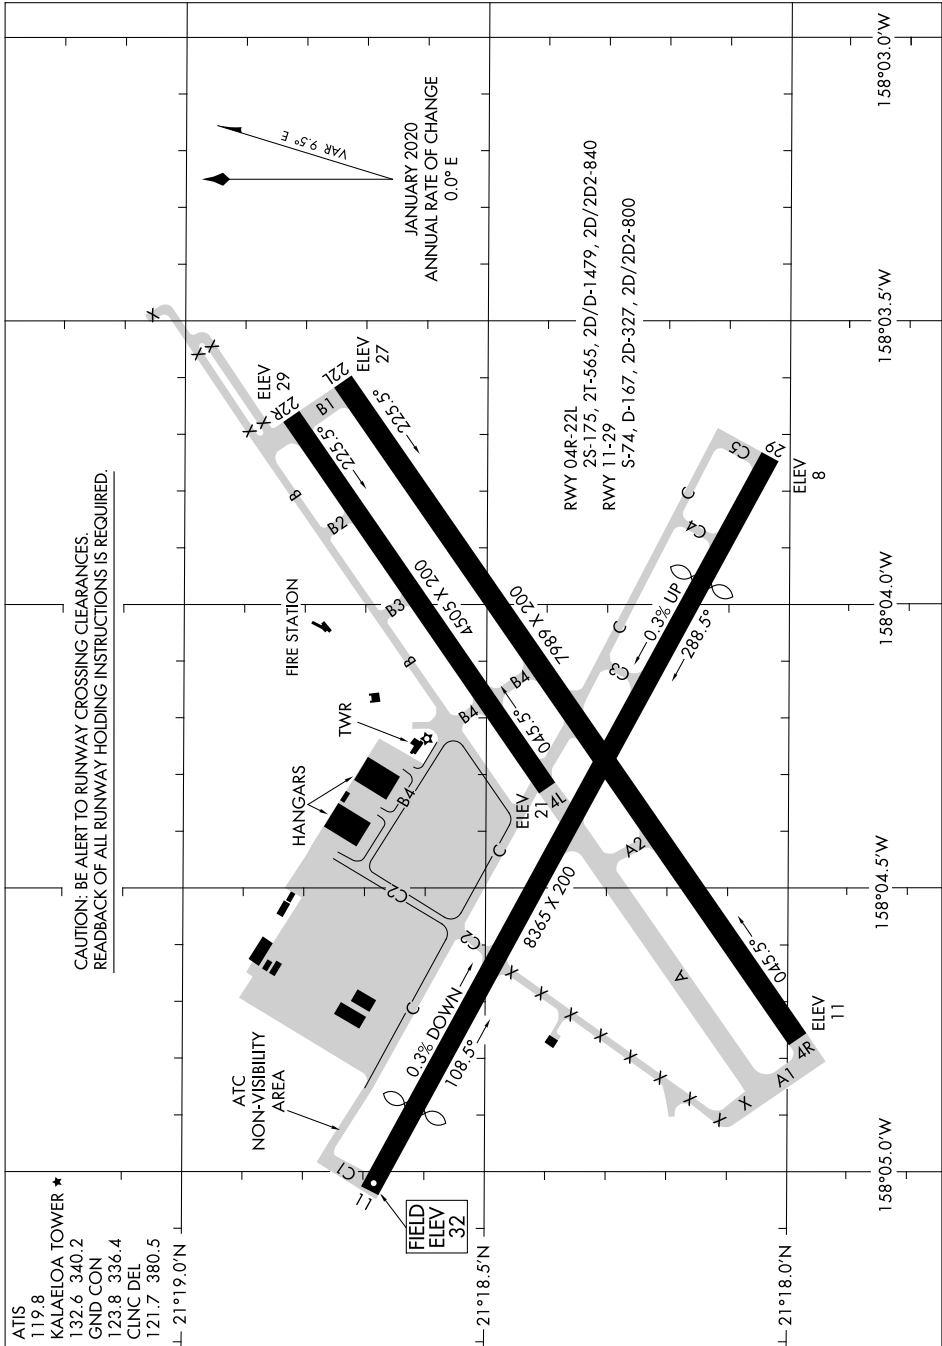 ATIS
119.8
KALAELOA TOWER ★
132.6 340.2
GND CON
123.8 336.4
CLNC DEL
121.7 380.5
CAUTION: BE ALERT TO RUNWAY CROSSING CLEARANCES.
READBACK OF ALL RUNWAY HOLDING INSTRUCTIONS IS REQUIRED.
VAR 9.5° E
JANUARY 2020
ANNUAL RATE OF CHANGE
0.0° E
21°19.0'N
21°18.5'N
21°18.0'N
158°05.0'W
158°04.5'W
158°04.0'W
158°03.5'W
158°03.0'W
ATC
NON-VISIBILITY
AREA
HANGARS
TWR
FIRE STATION
FIELD
ELEV
32
11
C1
0.3% DOWN
108.5°
8365 X 200
C
C2
C2
C
B4
B4
B4
B
B3
B2
B
B1
ELEV
29
22R
225.5°
4505 X 200
045.5°
4L
ELEV
21
ELEV
27
22L
225.5°
7989 X 200
045.5°
4R
ELEV
11
A1
A
A2
C3
C
C4
C
C5
0.3% UP
288.5°
29
ELEV
8
RWY 04R-22L
2S-175, 2T-565, 2D/D-1479, 2D/2D2-840
RWY 11-29
S-74, D-167, 2D-327, 2D/2D2-800
X
X
X
X
X
X
X
X
X
X
X
X
X
X